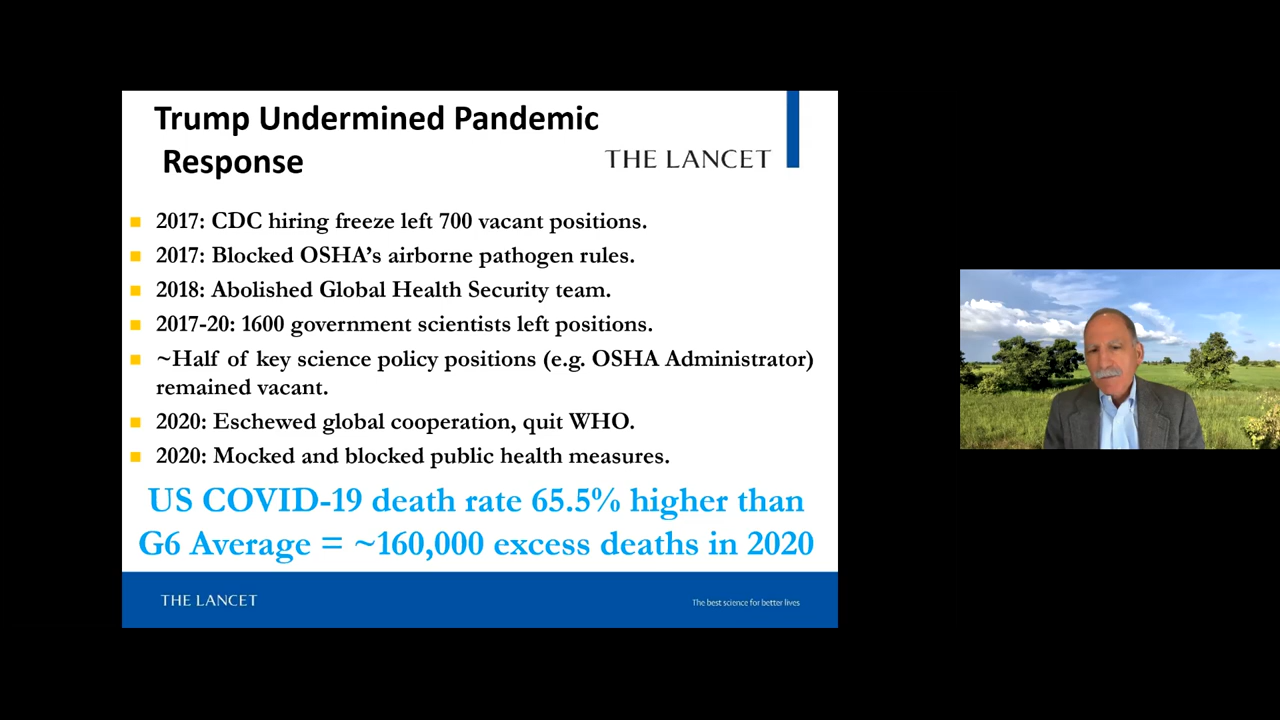 Trump Undermined Pandemic
Response
THE LANCET
2017: CDC hiring freeze left 700 vacant positions.
2017: Blocked OSHA’s airborne pathogen rules.
2018: Abolished Global Health Security team.
2017-20: 1600 government scientists left positions.
~Half of key science policy positions (e.g. OSHA Administrator)
remained vacant.
2020: Eschewed global cooperation, quit WHO.
2020: Mocked and blocked public health measures.
US COVID-19 death rate 65.5% higher than
G6 Average = ~160,000 excess deaths in 2020
THE LANCET
The best science for better lives